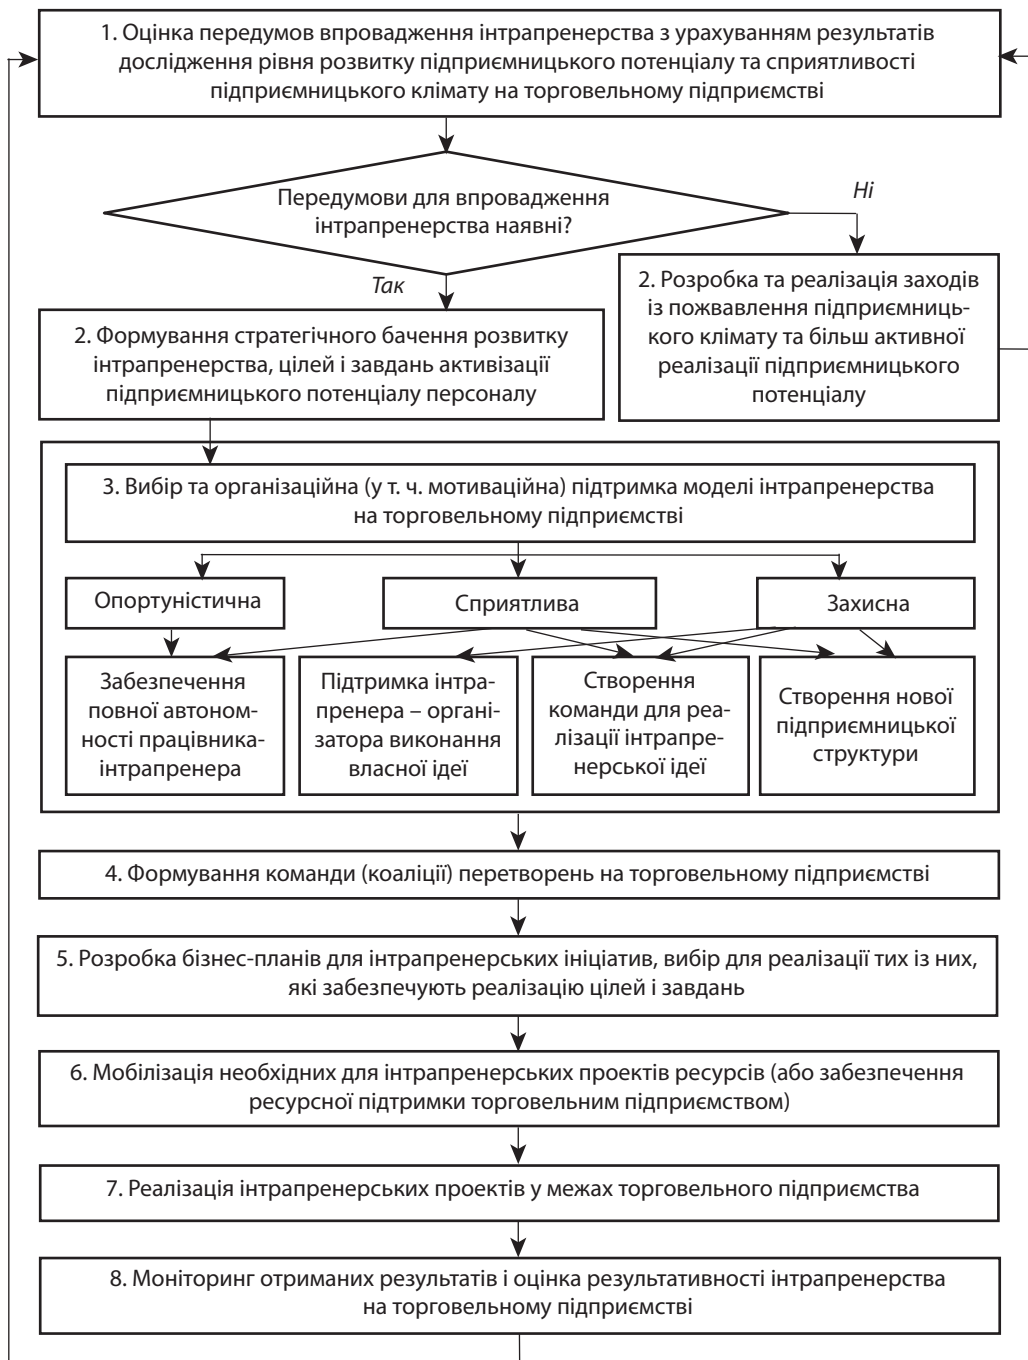 1. Оцінка передумов впровадження інтрапренерства з урахуванням результатів
дослідження рівня розвитку підприємницького потенціалу та сприятливості
підприємницького клімату на торговельному підприємстві
Передумови для впровадження
інтрапренерства наявні?
Ні
Так
2. Розробка та реалізація заходів
із пожвавлення підприємниць-
кого клімату та більш активної
реалізації підприємницького
потенціалу
2. Формування стратегічного бачення розвитку
інтрапренерства, цілей і завдань активізації
підприємницького потенціалу персоналу
3. Вибір та організаційна (у т. ч. мотиваційна) підтримка моделі інтрапренерства
на торговельному підприємстві
Опортуністична
Сприятлива
Захисна
Забезпечення
повної автоном-
ності працівника-
інтрапренера
Підтримка інтра-
пренера – органі-
затора виконання
власної ідеї
Створення
команди для реа-
лізації інтрапре-
нерської ідеї
Створення нової
підприємницької
структури
4. Формування команди (коаліції) перетворень на торговельному підприємстві
5. Розробка бізнес-планів для інтрапренерських ініціатив, вибір для реалізації тих із них,
які забезпечують реалізацію цілей і завдань
6. Мобілізація необхідних для інтрапренерських проектів ресурсів (або забезпечення
ресурсної підтримки торговельним підприємством)
7. Реалізація інтрапренерських проектів у межах торговельного підприємства
8. Моніторинг отриманих результатів і оцінка результативності інтрапренерства
на торговельному підприємстві